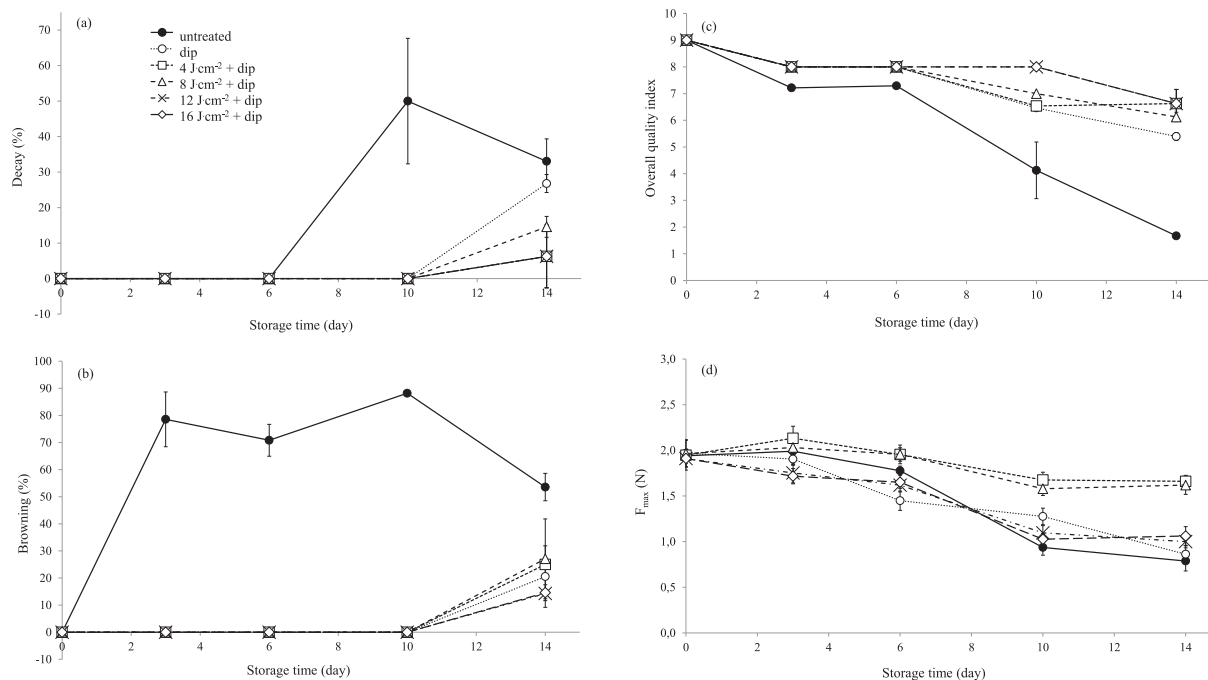 (a)
70
60
50
40
30
20
10
0
-10
Decay (%)
untreated
dip
4 J·cm⁻² + dip
8 J·cm⁻² + dip
12 J·cm⁻² + dip
16 J·cm⁻² + dip
0 2 4 6 8 10 12 14
Storage time (day)
(c)
10
9
8
7
6
5
4
3
2
1
0
Overall quality index
0 2 4 6 8 10 12 14
Storage time (day)
(b)
100
90
80
70
60
50
40
30
20
10
0
-10
Browning (%)
0 2 4 6 8 10 12 14
Storage time (day)
(d)
3,0
2,5
2,0
1,5
1,0
0,5
0,0
Fmax (N)
0 2 4 6 8 10 12 14
Storage time (day)